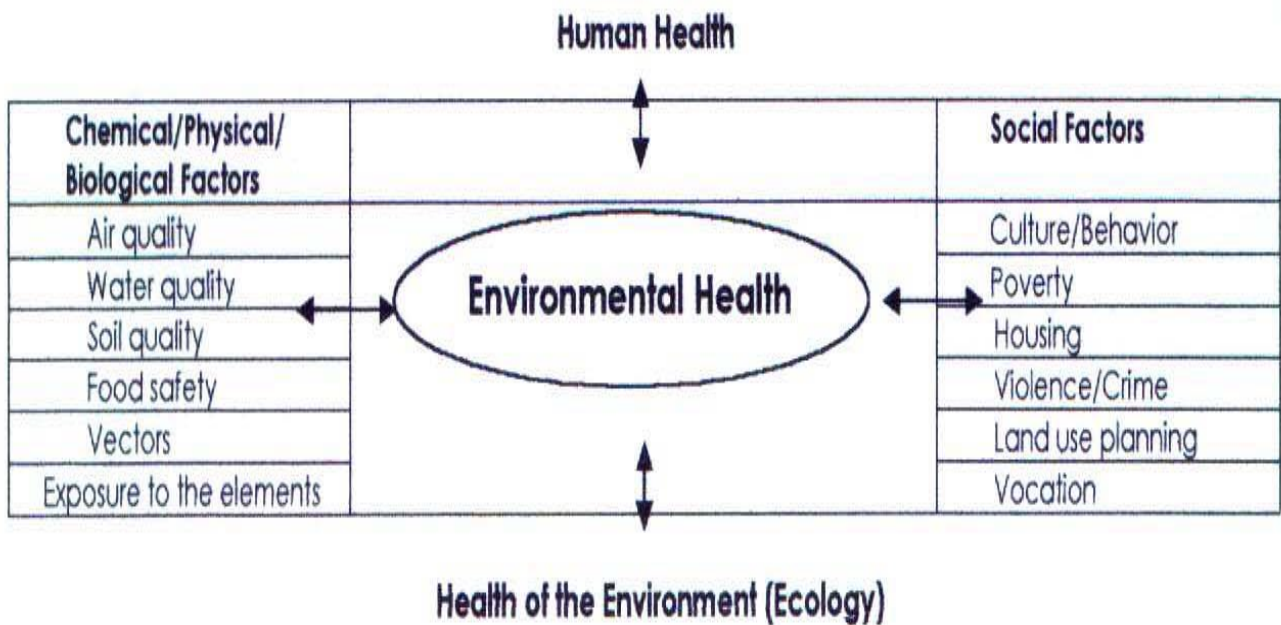 Human Health
Chemical/Physical/
Biological Factors
Air quality
Water quality
Soil quality
Food safety
Vectors
Exposure to the elements
Environmental Health
Social Factors
Culture/Behavior
Poverty
Housing
Violence/Crime
Land use planning
Vocation
Health of the Environment (Ecology)